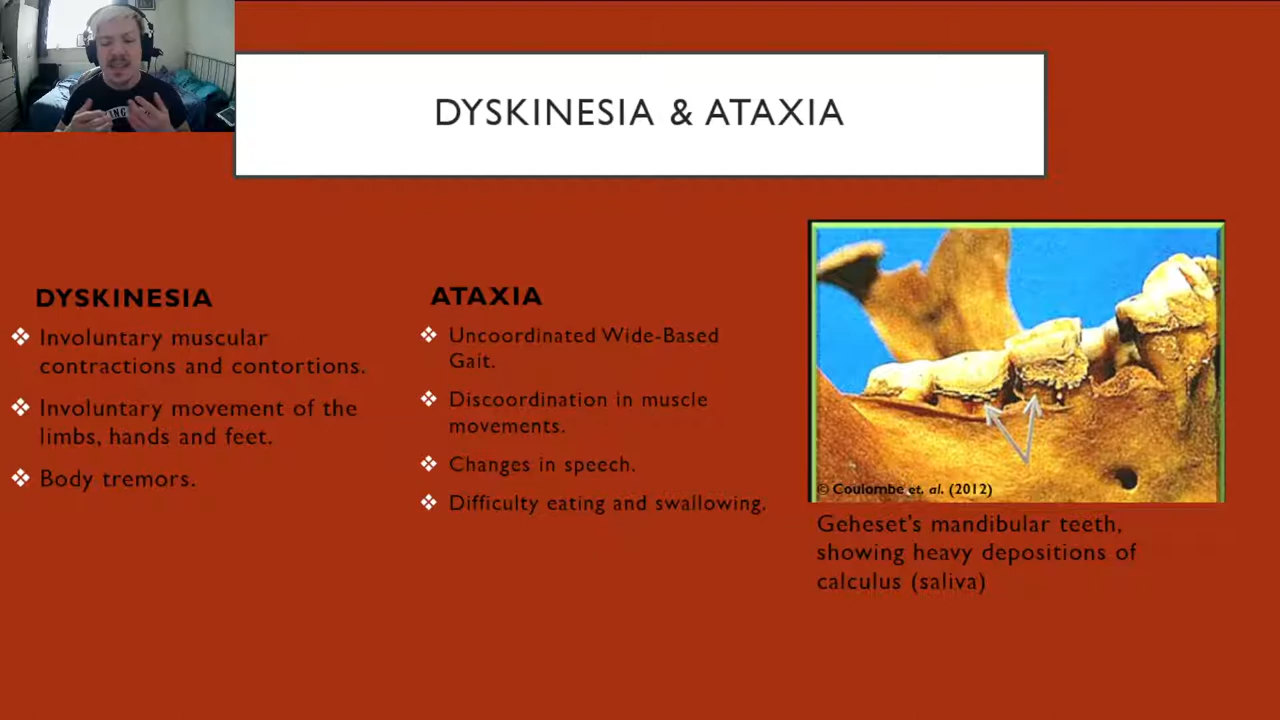 DYSKINESIA & ATAXIA
DYSKINESIA
Involuntary muscular
contractions and contortions.
Involuntary movement of the
limbs, hands and feet.
Body tremors.
ATAXIA
Uncoordinated Wide-Based
Gait.
Discoordination in muscle
movements.
Changes in speech.
Difficulty eating and swallowing.
© Coulombe et. al. (2012)
Geheset's mandibular teeth,
showing heavy depositions of
calculus (saliva)